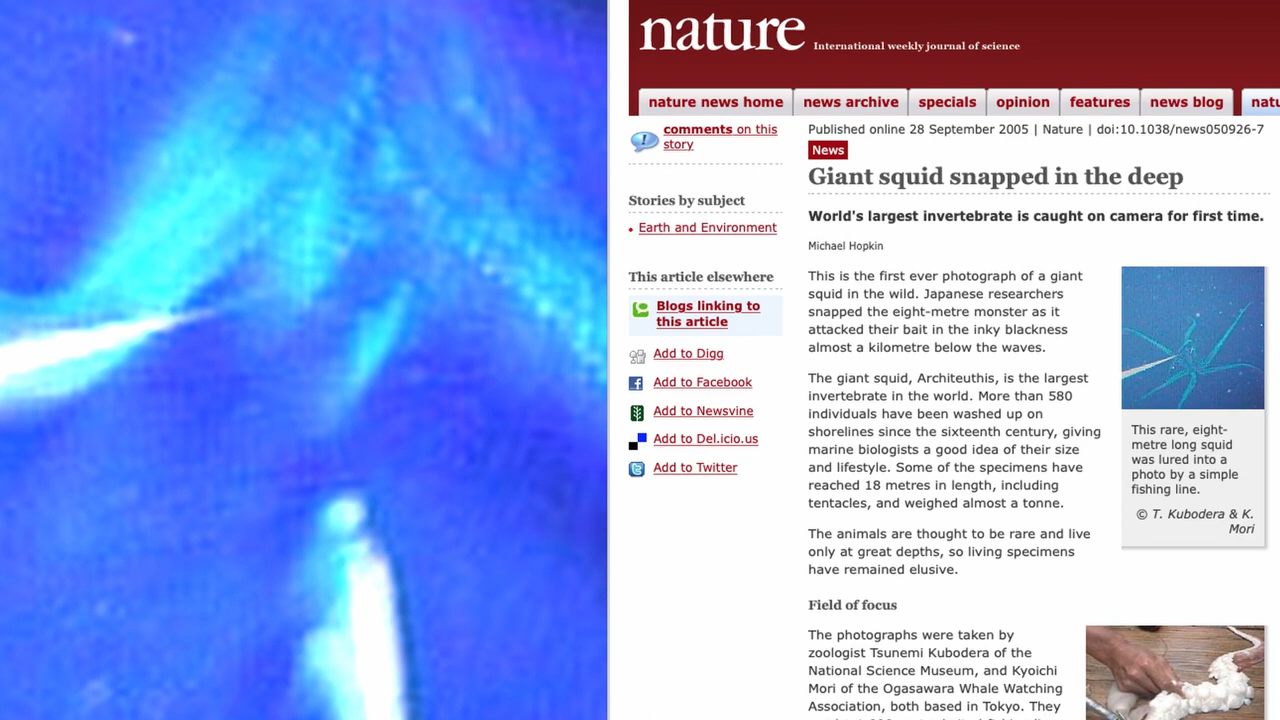 nature International weekly journal of science
nature news home news archive specials opinion features news blog natu
comments on this
story
Stories by subject
Earth and Environment
This article elsewhere
Blogs linking to
this article
Add to Digg
Add to Facebook
Add to Newsvine
Add to Del.icio.us
Add to Twitter
Published online 28 September 2005 | Nature | doi:10.1038/news050926-7
News
Giant squid snapped in the deep
World's largest invertebrate is caught on camera for first time.
Michael Hopkin
This is the first ever photograph of a giant
squid in the wild. Japanese researchers
snapped the eight-metre monster as it
attacked their bait in the inky blackness
almost a kilometre below the waves.
The giant squid, Architeuthis, is the largest
invertebrate in the world. More than 580
individuals have been washed up on
shorelines since the sixteenth century, giving
marine biologists a good idea of their size
and lifestyle. Some of the specimens have
reached 18 metres in length, including
tentacles, and weighed almost a tonne.
The animals are thought to be rare and live
only at great depths, so living specimens
have remained elusive.
This rare, eight-
metre long squid
was lured into a
photo by a simple
fishing line.
© T. Kubodera & K.
Mori
Field of focus
The photographs were taken by
zoologist Tsunemi Kubodera of the
National Science Museum, and Kyoichi
Mori of the Ogasawara Whale Watching
Association, both based in Tokyo. They